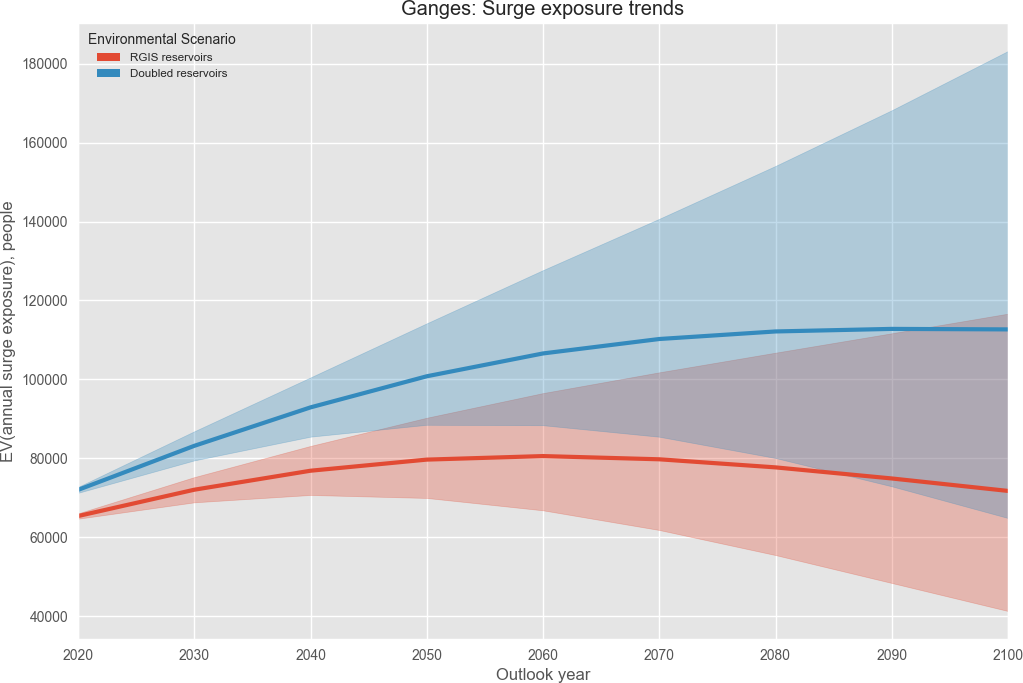 Ganges: Surge exposure trends
Environmental Scenario
RGIS reservoirs
Doubled reservoirs
EV(annual surge exposure), people
180000
160000
140000
120000
100000
80000
60000
40000
2020 2030 2040 2050 2060 2070 2080 2090 2100
Outlook year